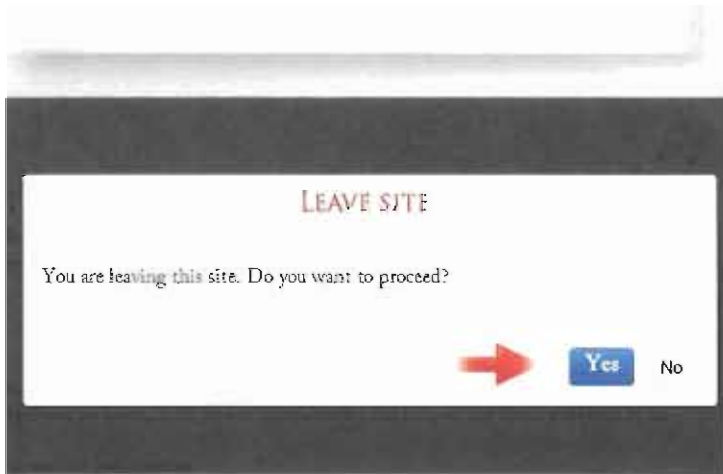 LEAVE SITE
You are leaving this site. Do you want to proceed?
Yes No